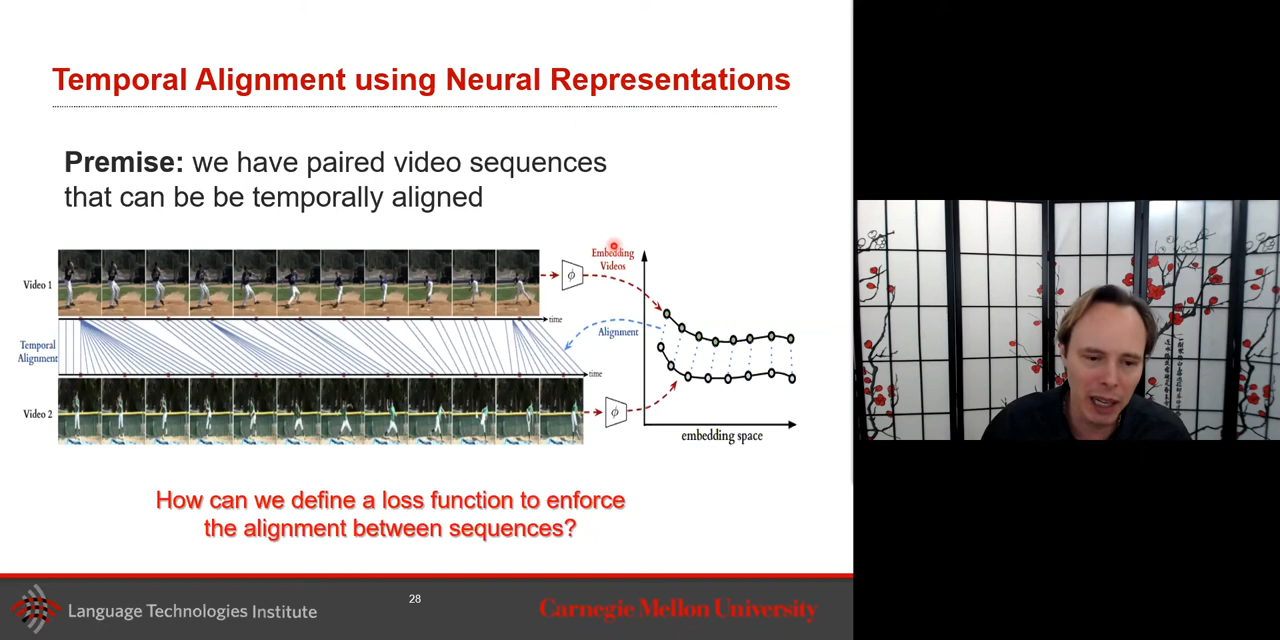 Temporal Alignment using Neural Representations
Premise: we have paired video sequences
that can be be temporally aligned
Embedding
Videos
Video 1
ϕ
time
Temporal
Alignment
Alignment
time
Video 2
ϕ
embedding space
How can we define a loss function to enforce
the alignment between sequences?
28
Language Technologies Institute
Carnegie Mellon University